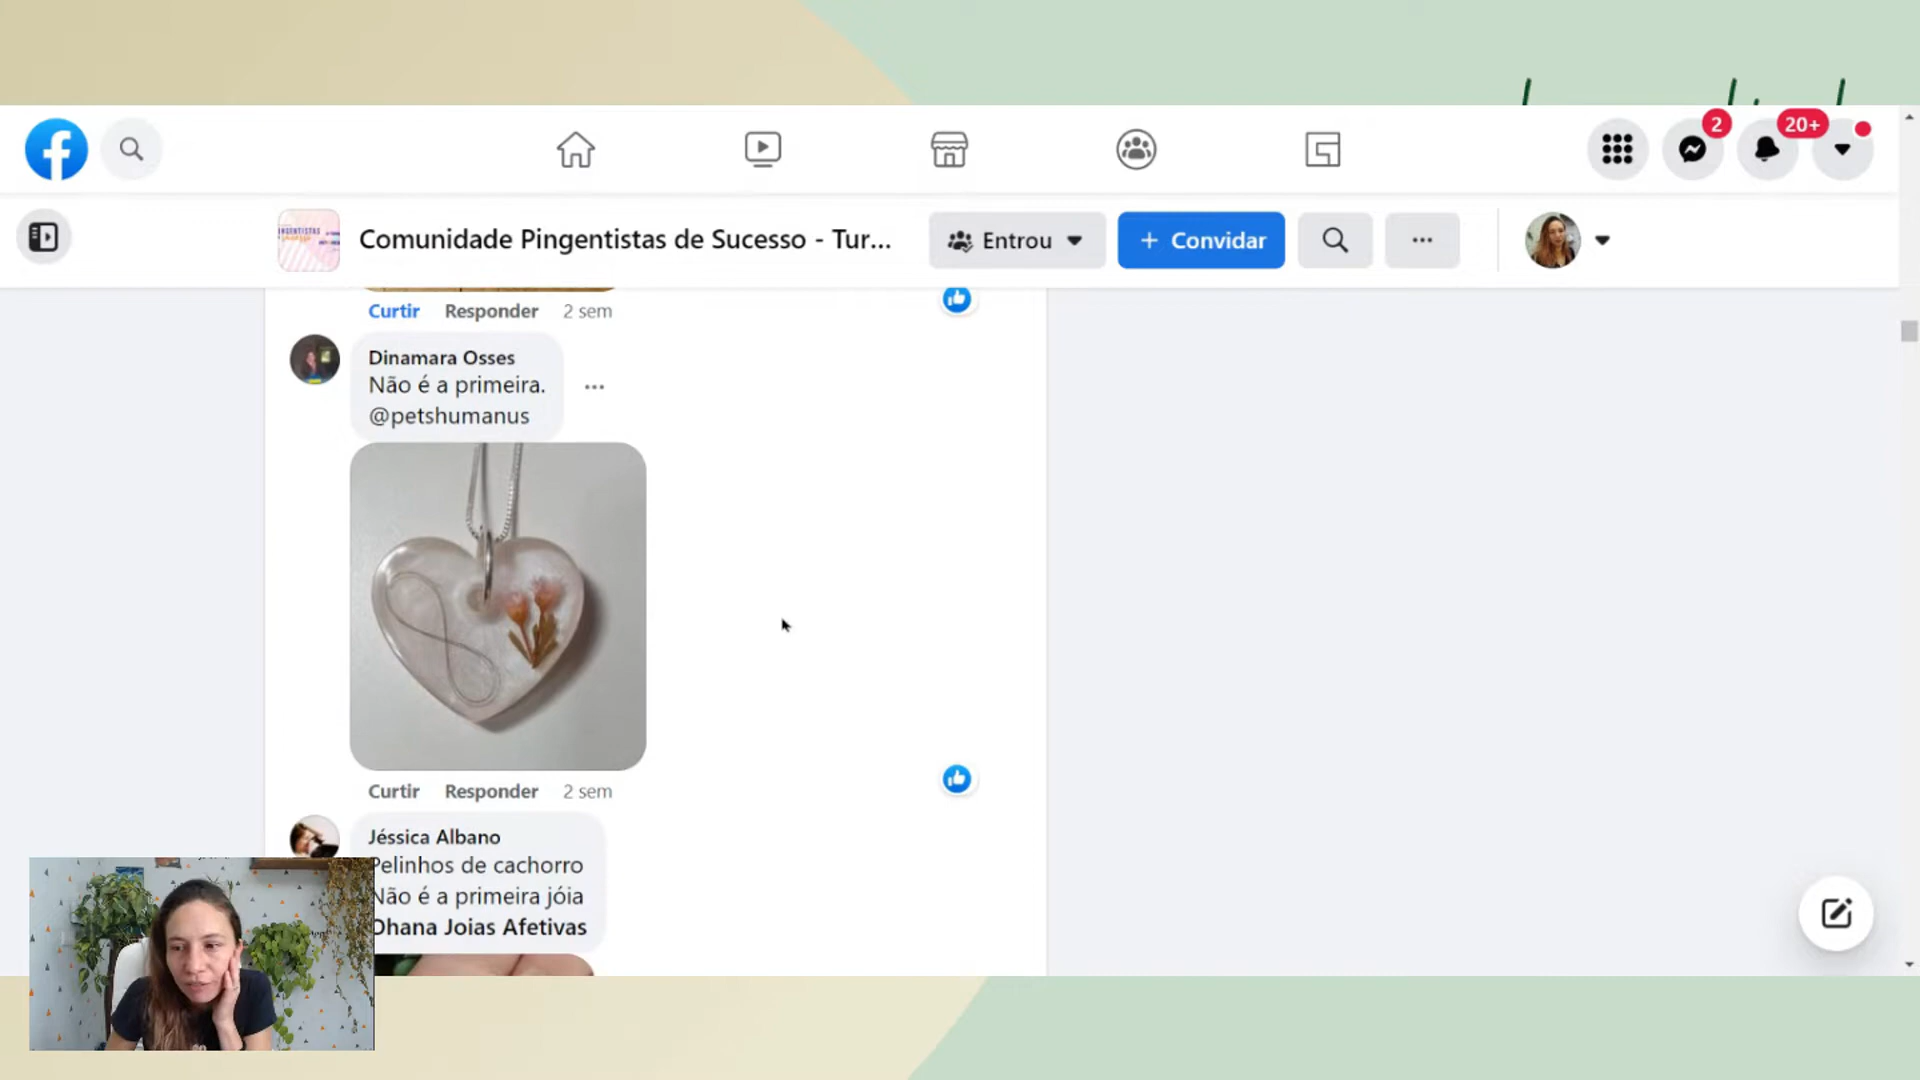 2
20+
Comunidade Pingentistas de Sucesso - Tur...
Entrou
+ Convidar
Curtir Responder 2 sem
Dinamara Osses
Não é a primeira.
@petshumanus
Curtir Responder 2 sem
Jéssica Albano
Pelinhos de cachorro
Não é a primeira jóia
Ohana Joias Afetivas